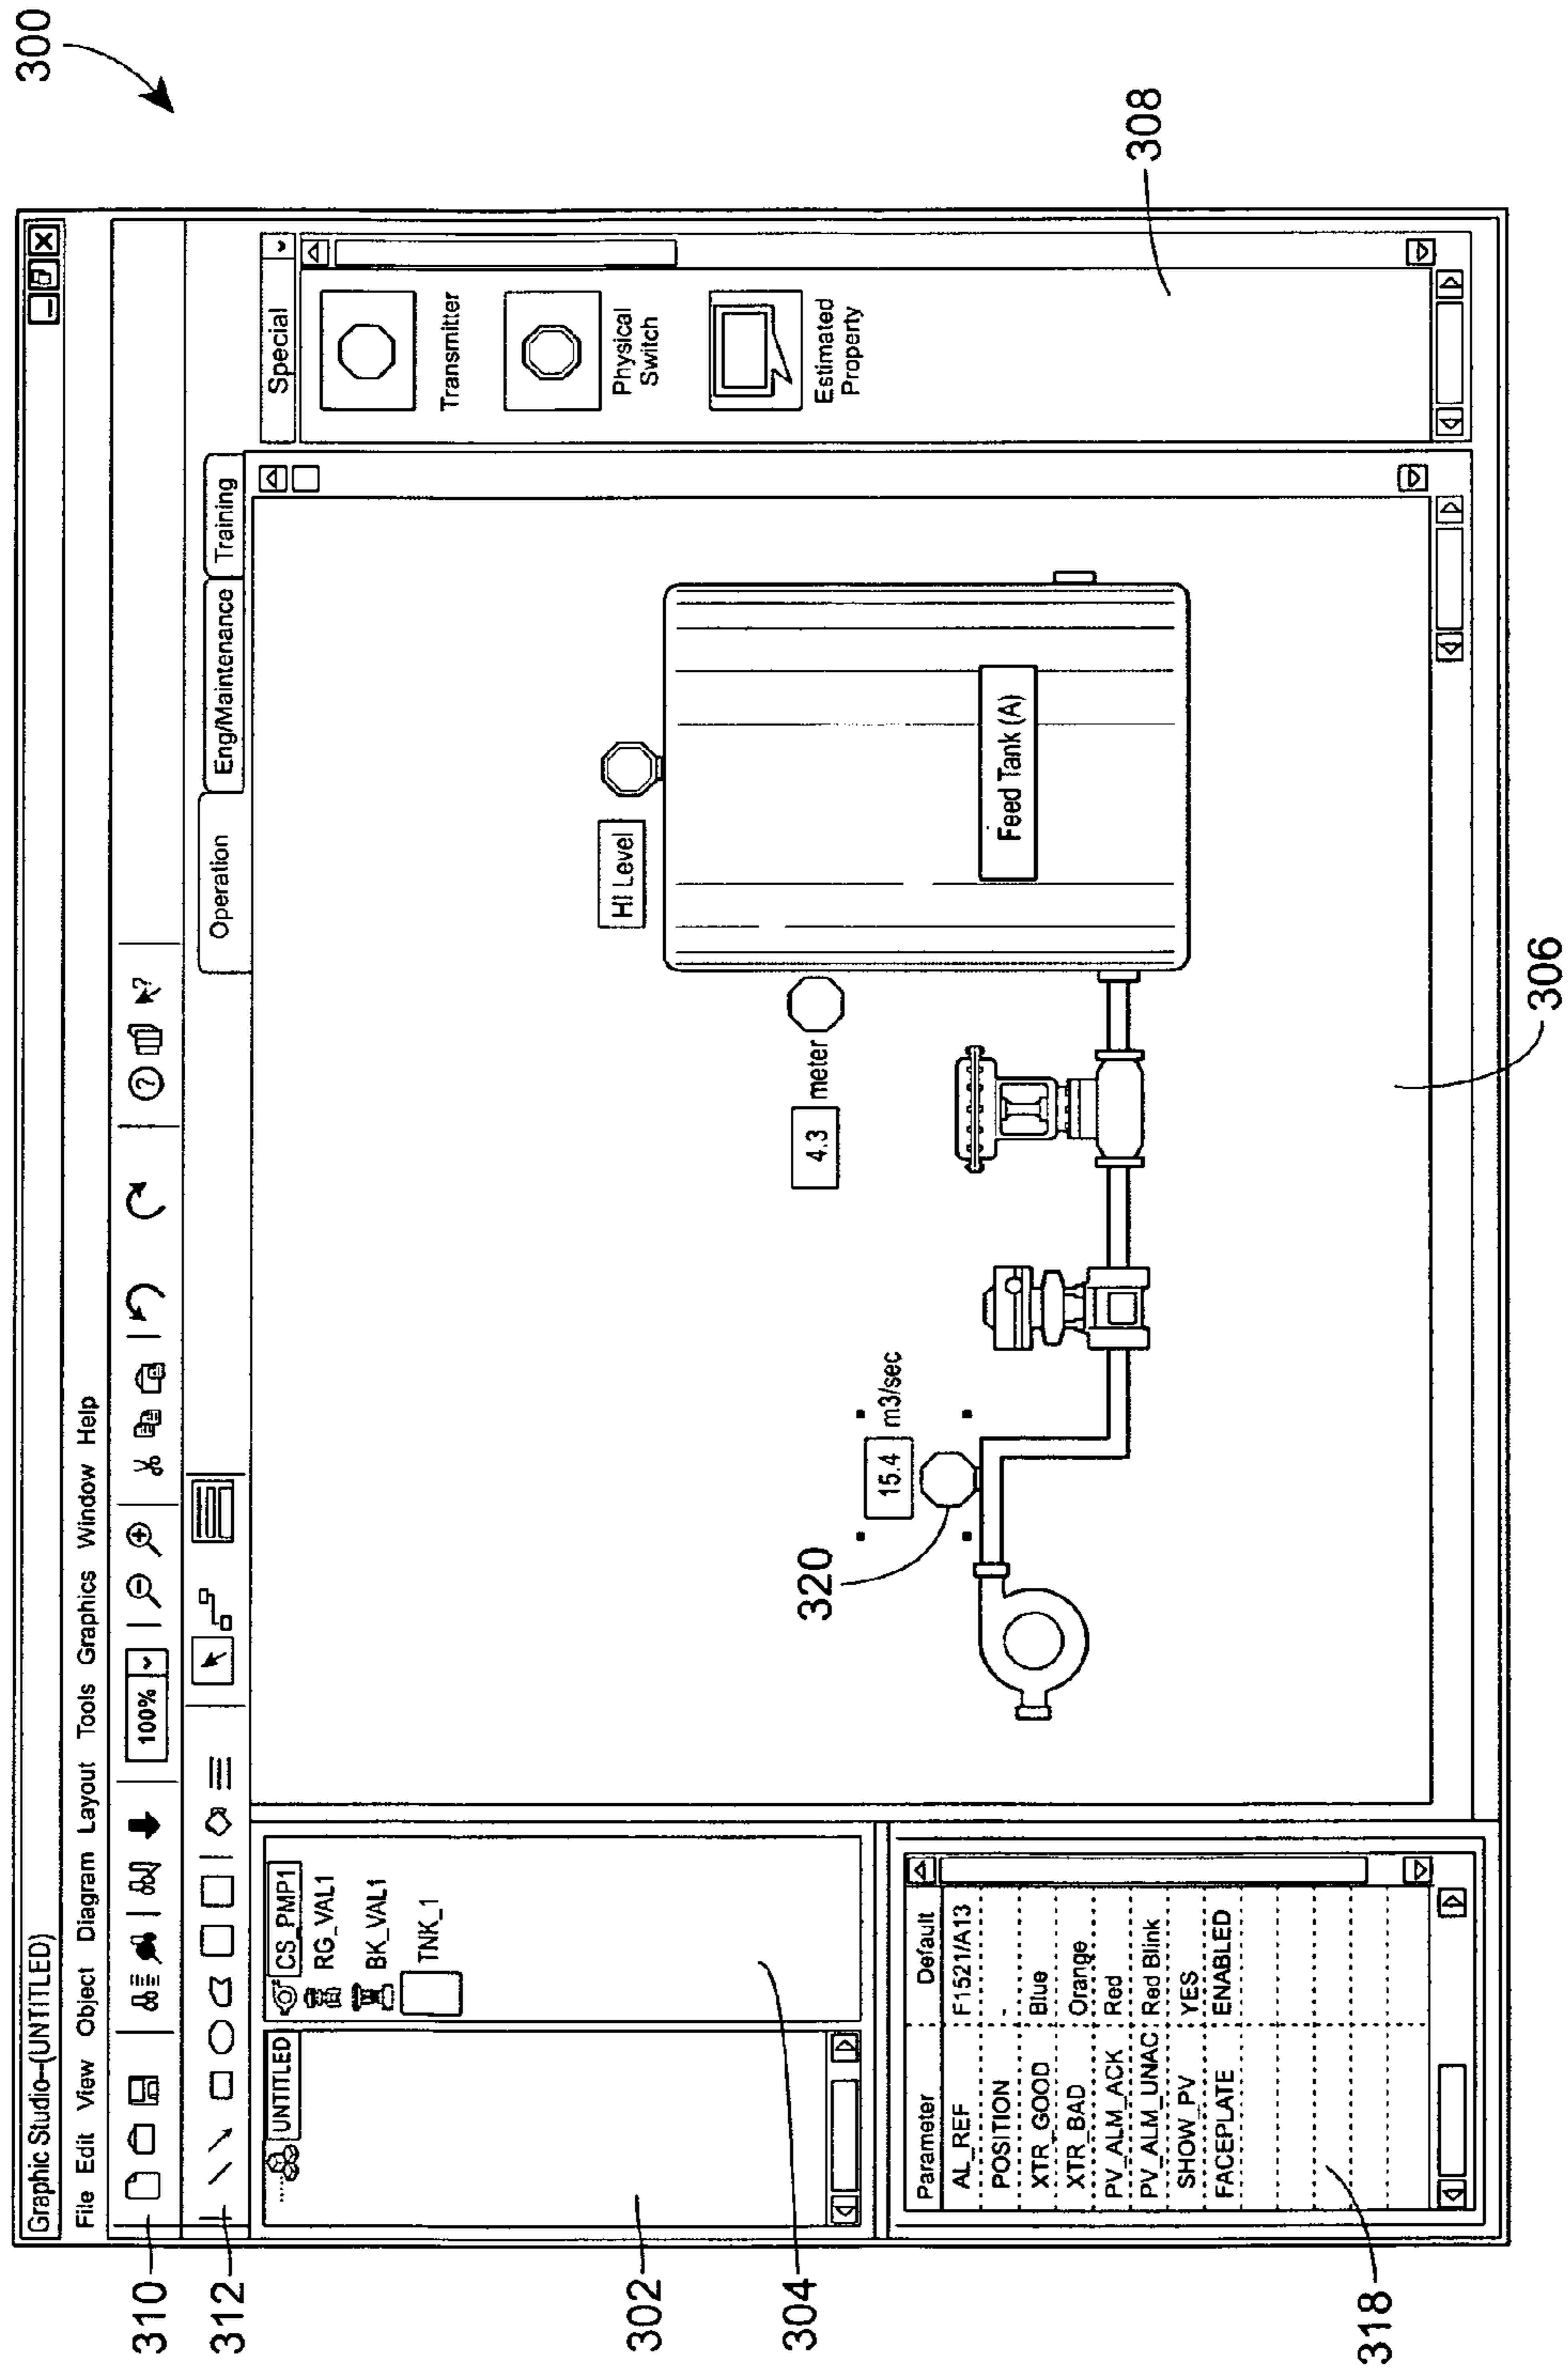 300
Graphic Studio--(UNTITLED)
File Edit View Object Diagram Layout Tools Graphics Window Help
310
100%
312
Operation
Eng/Maintenance
Training
UNTITLED
CS_PMP1
RG_VAL1
BK_VAL1
TNK_1
302
304
Special
Transmitter
Physical
Switch
Estimated
Property
308
HI Level
4.3 meter
Feed Tank (A)
15.4 m3/sec
320
306
Parameter Default
AL_REF F1521/A13
POSITION -
XTR_GOOD Blue
XTR_BAD Orange
PV_ALM_ACK Red
PV_ALM_UNAC Red Blink
SHOW_PV YES
FACEPLATE ENABLED
318